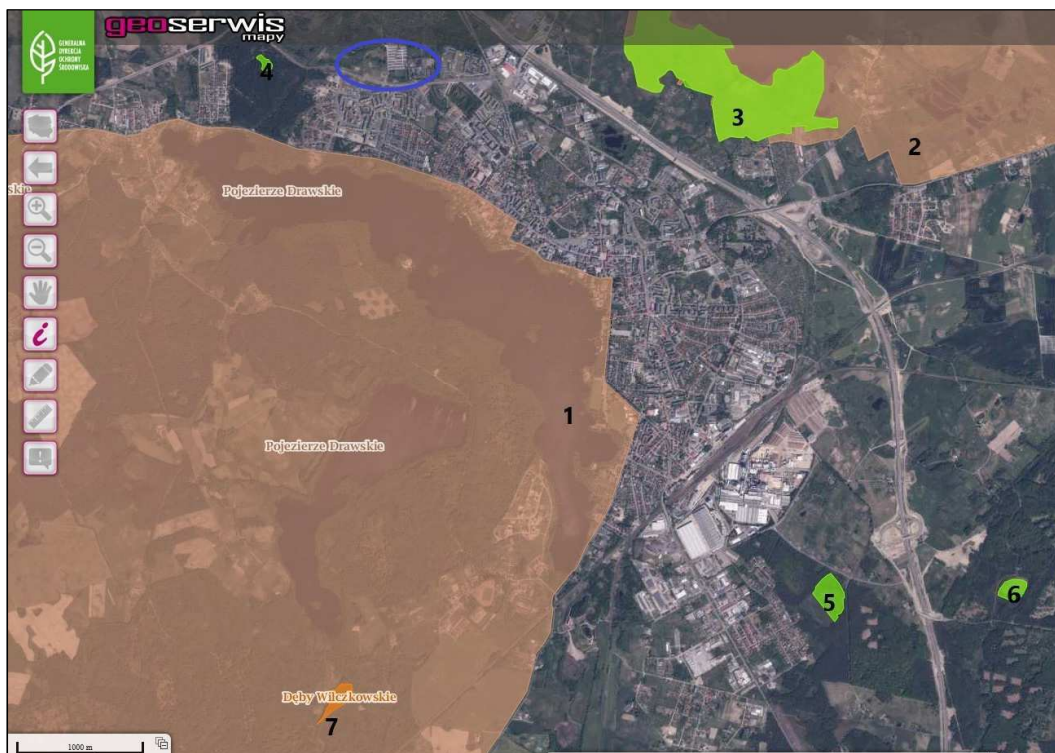 GENERALNA
DYREKCJA
OCHRONY
ŚRODOWISKA
geoserwis
mapy
4
3
2
skie
Pojezierze Drawskie
1
Pojezierze Drawskie
i
5
6
Dęby Wilczkowskie
7
1000 m